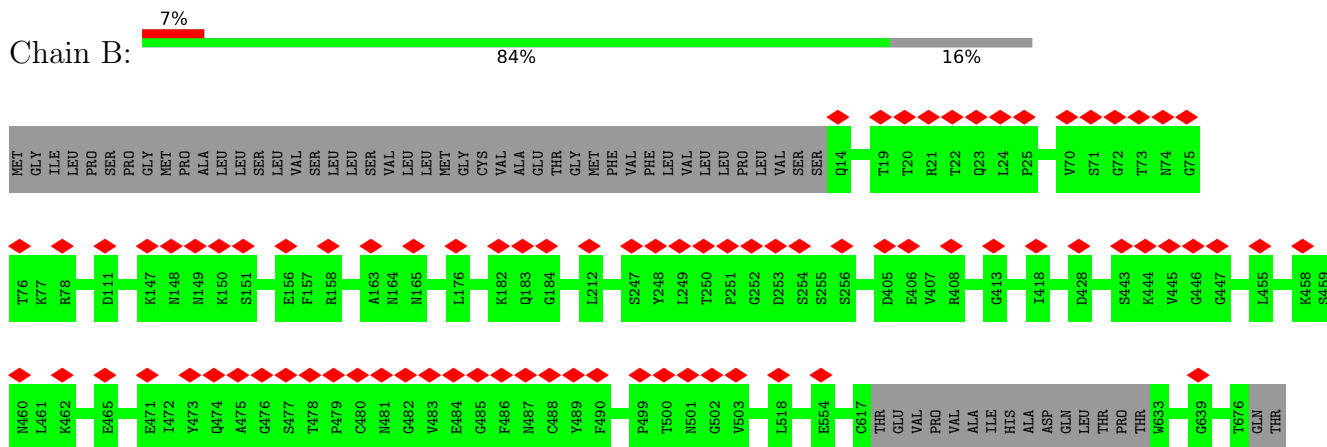 7%
Chain B:
84% 16%
MET GLY ILE LEU PRO SER PRO GLY MET PRO ALA LEU LEU SER LEU VAL SER LEU LEU SER VAL LEU LEU MET GLY CYS VAL ALA GLU THR GLY MET PHE VAL PHE LEU VAL LEU LEU PRO LEU VAL SER SER Q14 T19 T20 R21 T22 Q23 L24 P25 V70 S71 G72 T73 N74 G75
T76 K77 R78 D111 K147 N148 N149 K150 S151 E156 F157 R158 A163 N164 N165 L176 K182 Q183 G184 L212 S247 Y248 L249 T250 P251 G252 D253 S254 S255 S256 D405 E406 V407 R408 G413 I418 D428 S443 K444 V445 G446 G447 L455 K458 S459
N460 L461 K462 E465 E471 I472 Y473 Q474 A475 G476 S477 T478 P479 C480 N481 G482 V483 E484 G485 F486 N487 C488 Y489 F490 P499 T500 N501 G502 V503 L518 E554 C617 THR GLU VAL PRO VAL ALA ILE HIS ALA ASP GLN LEU THR PRO THR W633 G639 T676 GLN THR